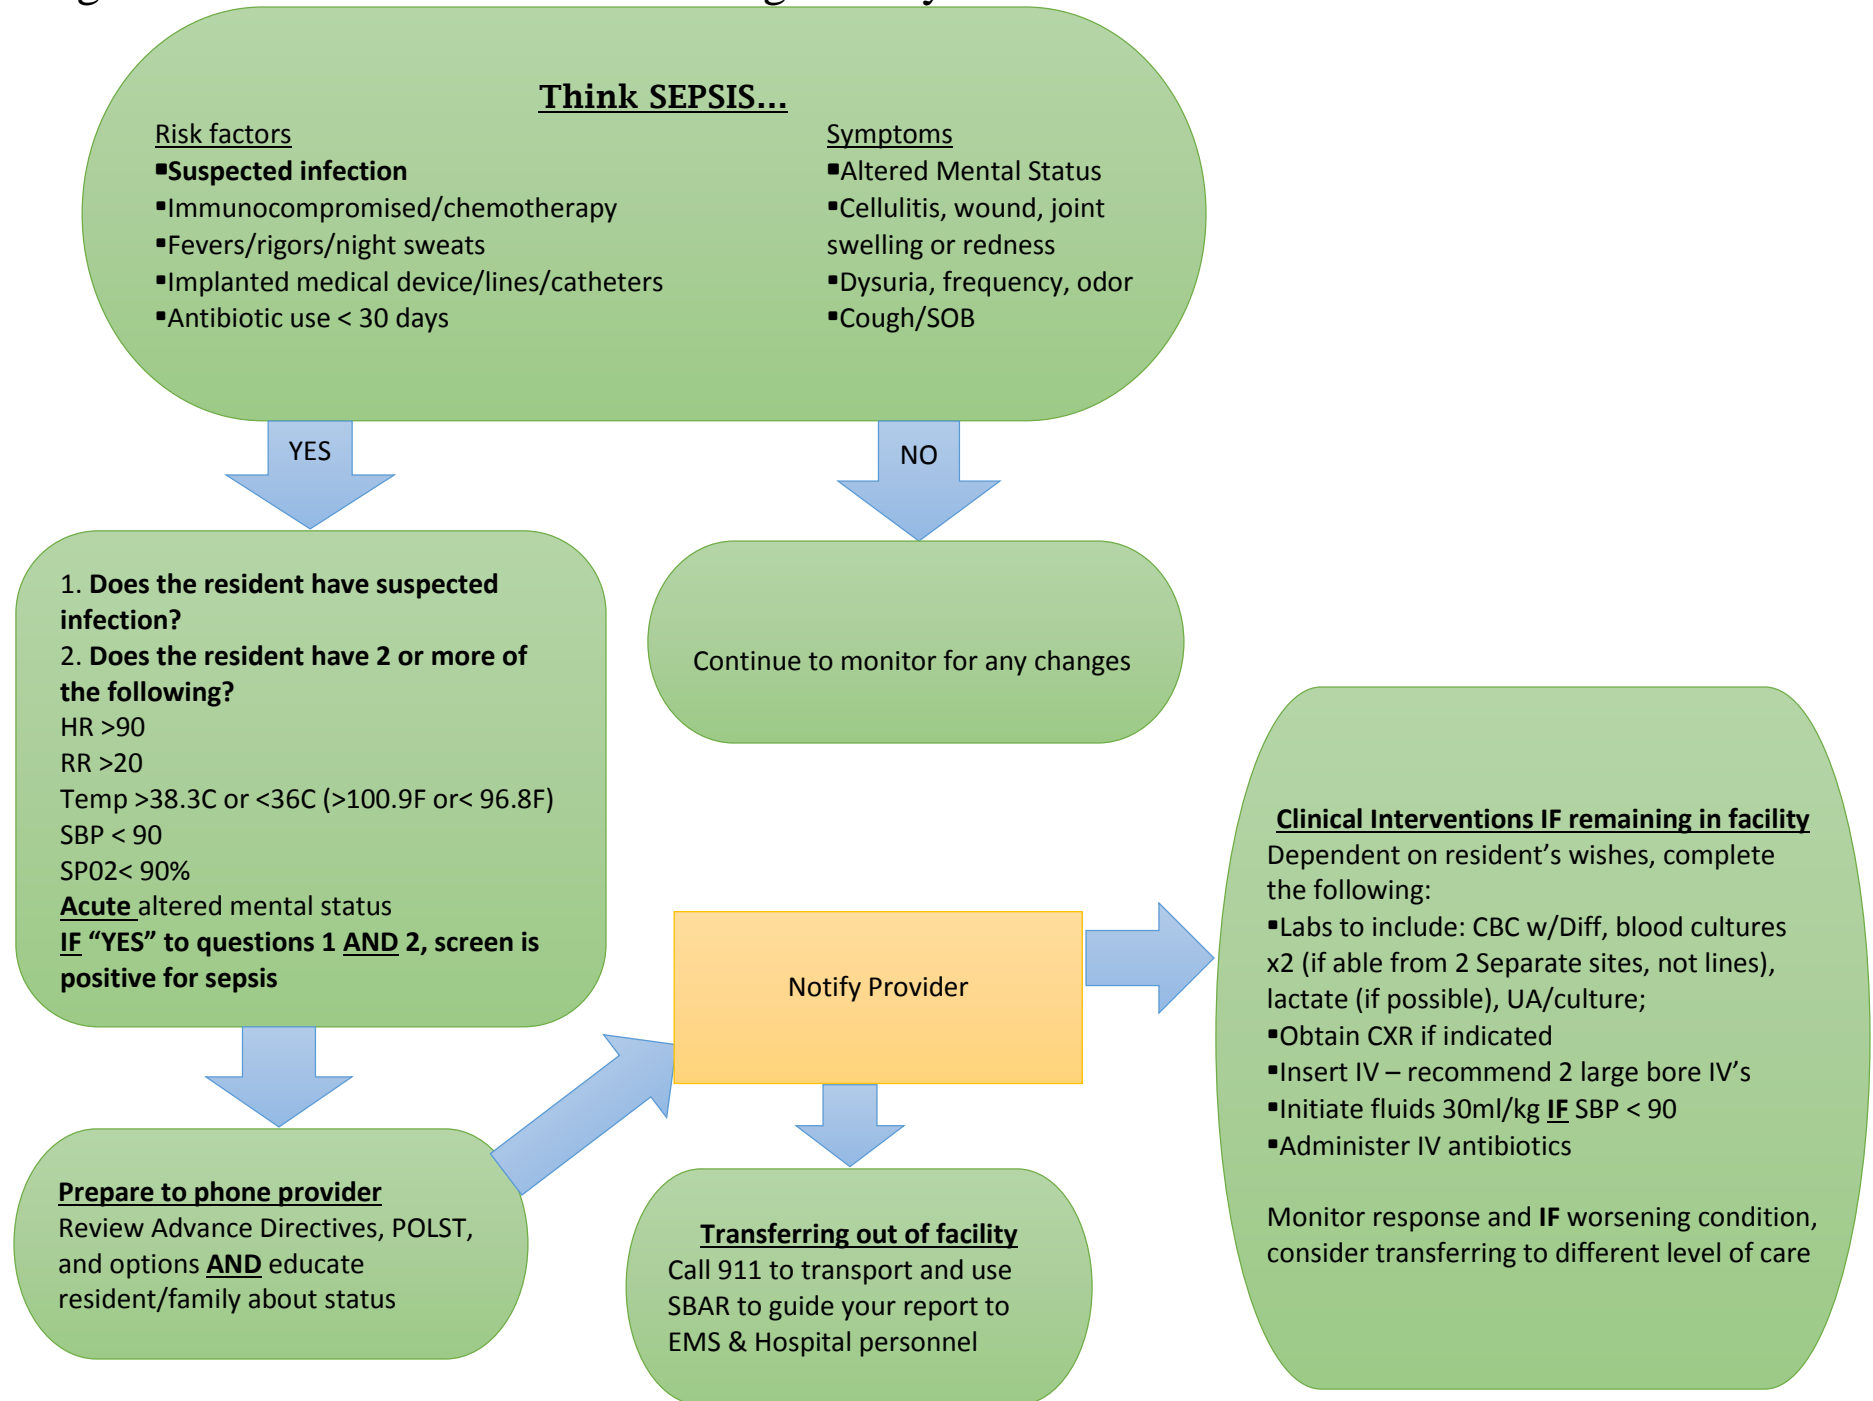 Think SEPSIS...
Risk factors
▪Suspected infection
▪Immunocompromised/chemotherapy
▪Fevers/rigors/night sweats
▪Implanted medical device/lines/catheters
▪Antibiotic use < 30 days
Symptoms
▪Altered Mental Status
▪Cellulitis, wound, joint
swelling or redness
▪Dysuria, frequency, odor
▪Cough/SOB
YES
NO
1. Does the resident have suspected
infection?
2. Does the resident have 2 or more of
the following?
HR >90
RR >20
Temp >38.3C or <36C (>100.9F or< 96.8F)
SBP < 90
SP02< 90%
Acute altered mental status
IF “YES” to questions 1 AND 2, screen is
positive for sepsis
Continue to monitor for any changes
Prepare to phone provider
Review Advance Directives, POLST,
and options AND educate
resident/family about status
Notify Provider
Transferring out of facility
Call 911 to transport and use
SBAR to guide your report to
EMS & Hospital personnel
Clinical Interventions IF remaining in facility
Dependent on resident’s wishes, complete
the following:
▪Labs to include: CBC w/Diff, blood cultures
x2 (if able from 2 Separate sites, not lines),
lactate (if possible), UA/culture;
▪Obtain CXR if indicated
▪Insert IV – recommend 2 large bore IV’s
▪Initiate fluids 30ml/kg IF SBP < 90
▪Administer IV antibiotics
Monitor response and IF worsening condition,
consider transferring to different level of care